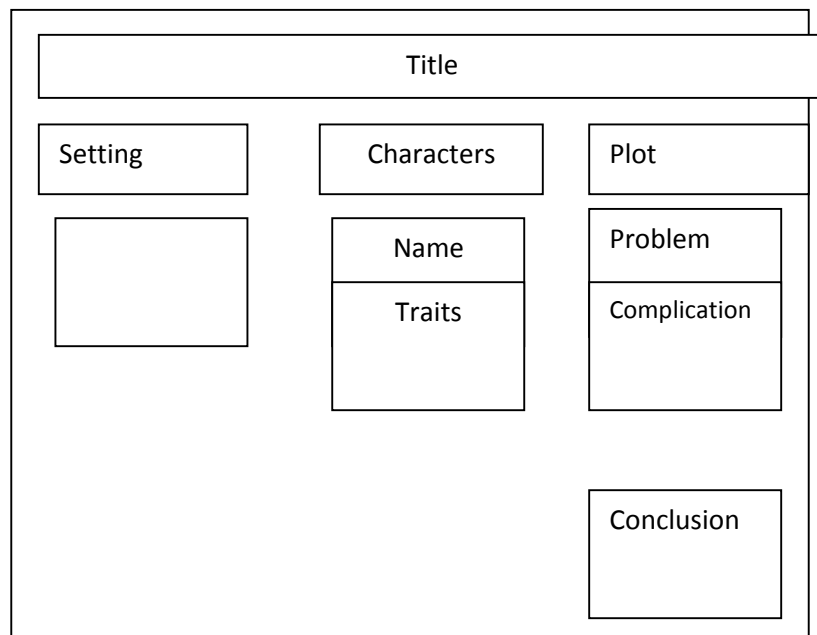 Title
Setting
Characters
Plot
Name
Problem
Traits
Complication
Conclusion